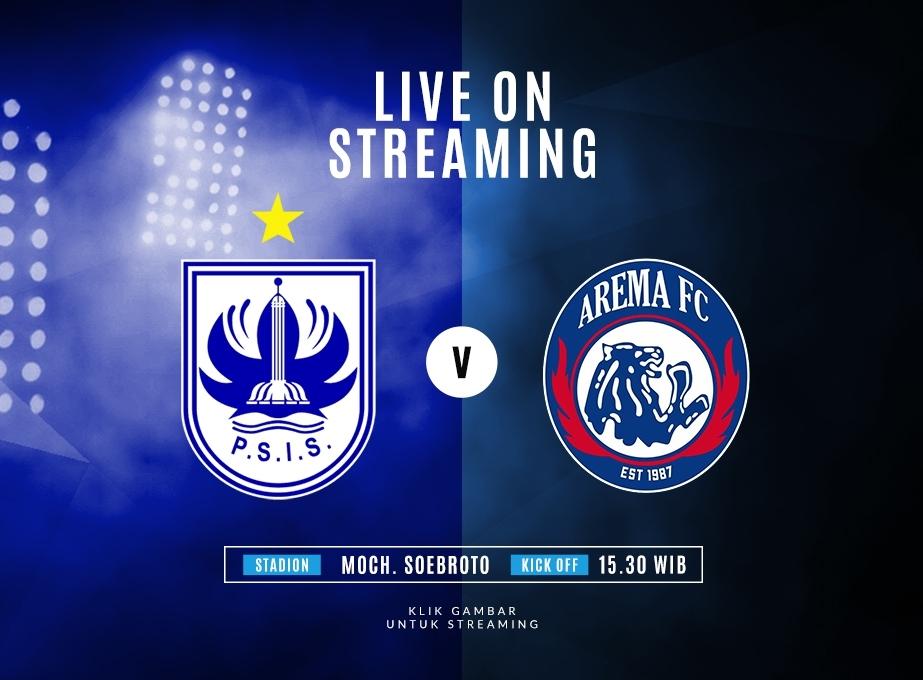 LIVE ON
STREAMING
P.S.I.S.
V
AREMA FC
EST 1987
STADION MOCH. SOEBROTO KICK OFF 15.30 WIB
KLIK GAMBAR
UNTUK STREAMING